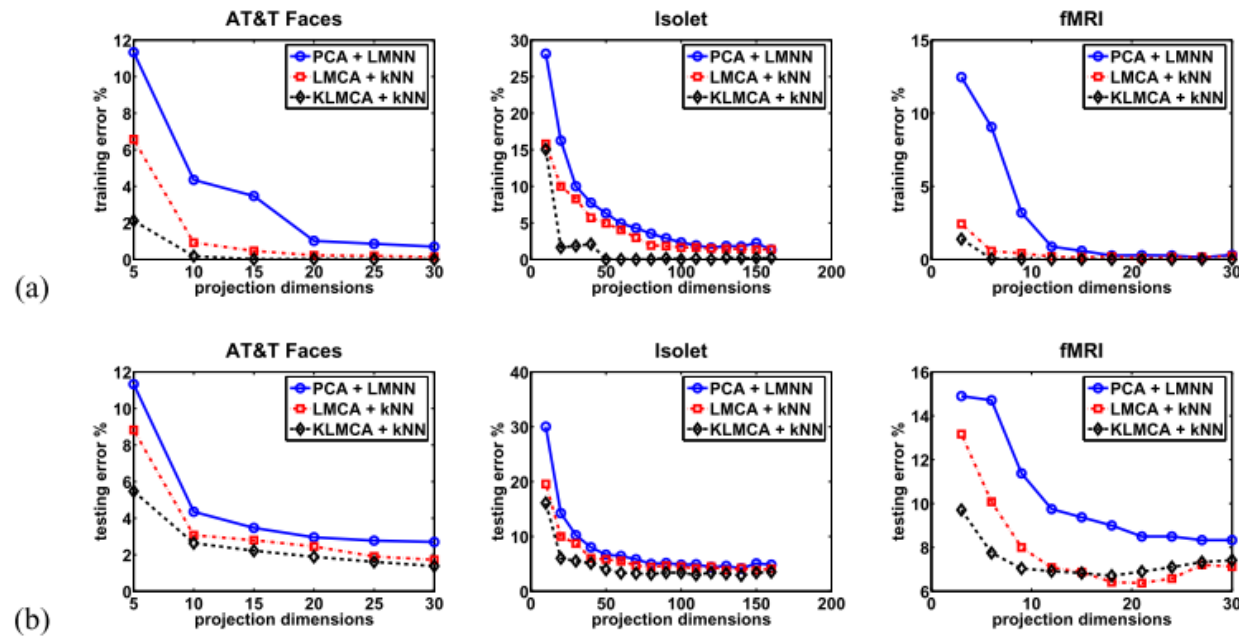 AT&T Faces
12
10
8
6
4
2
0
training error %
5 10 15 20 25 30
projection dimensions
PCA + LMNN
LMCA + kNN
KLMCA + kNN
Isolet
30
25
20
15
10
5
0
training error %
0 50 100 150 200
projection dimensions
PCA + LMNN
LMCA + kNN
KLMCA + kNN
fMRI
15
10
5
0
training error %
0 10 20 30
projection dimensions
PCA + LMNN
LMCA + kNN
KLMCA + kNN
(a)
AT&T Faces
12
10
8
6
4
2
0
testing error %
5 10 15 20 25 30
projection dimensions
PCA + LMNN
LMCA + kNN
KLMCA + kNN
Isolet
40
30
20
10
0
testing error %
0 50 100 150 200
projection dimensions
PCA + LMNN
LMCA + kNN
KLMCA + kNN
fMRI
16
14
12
10
8
6
testing error %
0 10 20 30
projection dimensions
PCA + LMNN
LMCA + kNN
KLMCA + kNN
(b)